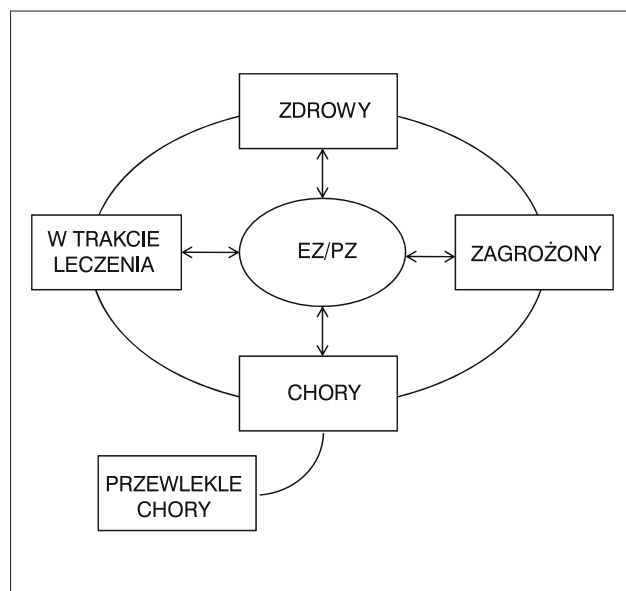 ZDROWY
W TRAKCIE
LECZENIA
EZ/PZ
ZAGROŻONY
CHORY
PRZEWLEKLE
CHORY